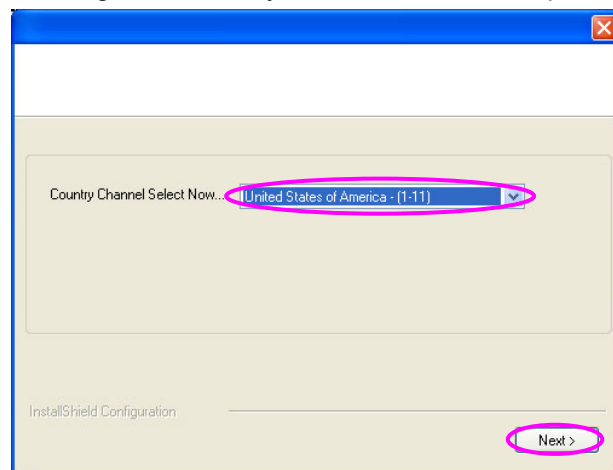 Country Channel Select Now... United States of America - (1-11)
InstallShield Configuration
Next >